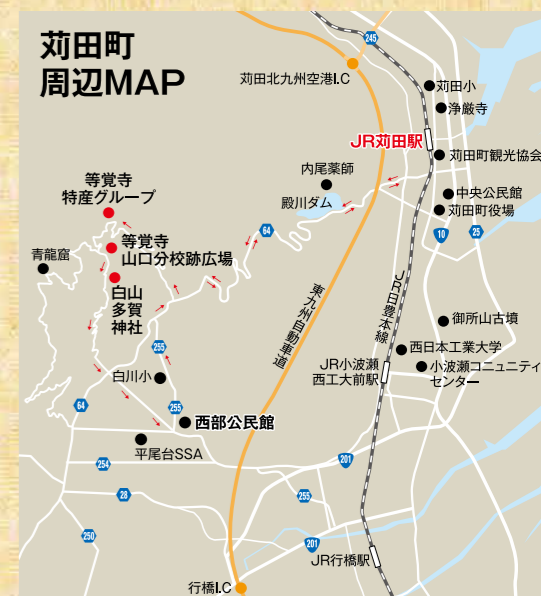 苅田町
周辺MAP
245
苅田北九州空港I.C
苅田小
浄厳寺
JR苅田駅
苅田町観光協会
内尾薬師
殿川ダム
中央公民館
苅田町役場
等覚寺
特産グループ
64
10
25
等覚寺
山口分校跡広場
青龍窟
白山
多賀
神社
東九州自動車道
JR日豊本線
御所山古墳
255
西日本工業大学
JR小波瀬
西工大前駅
小波瀬コミュニティ
センター
白川小
64
255
西部公民館
平尾台SSA
254
201
28
255
250
201
JR行橋駅
行橋I.C